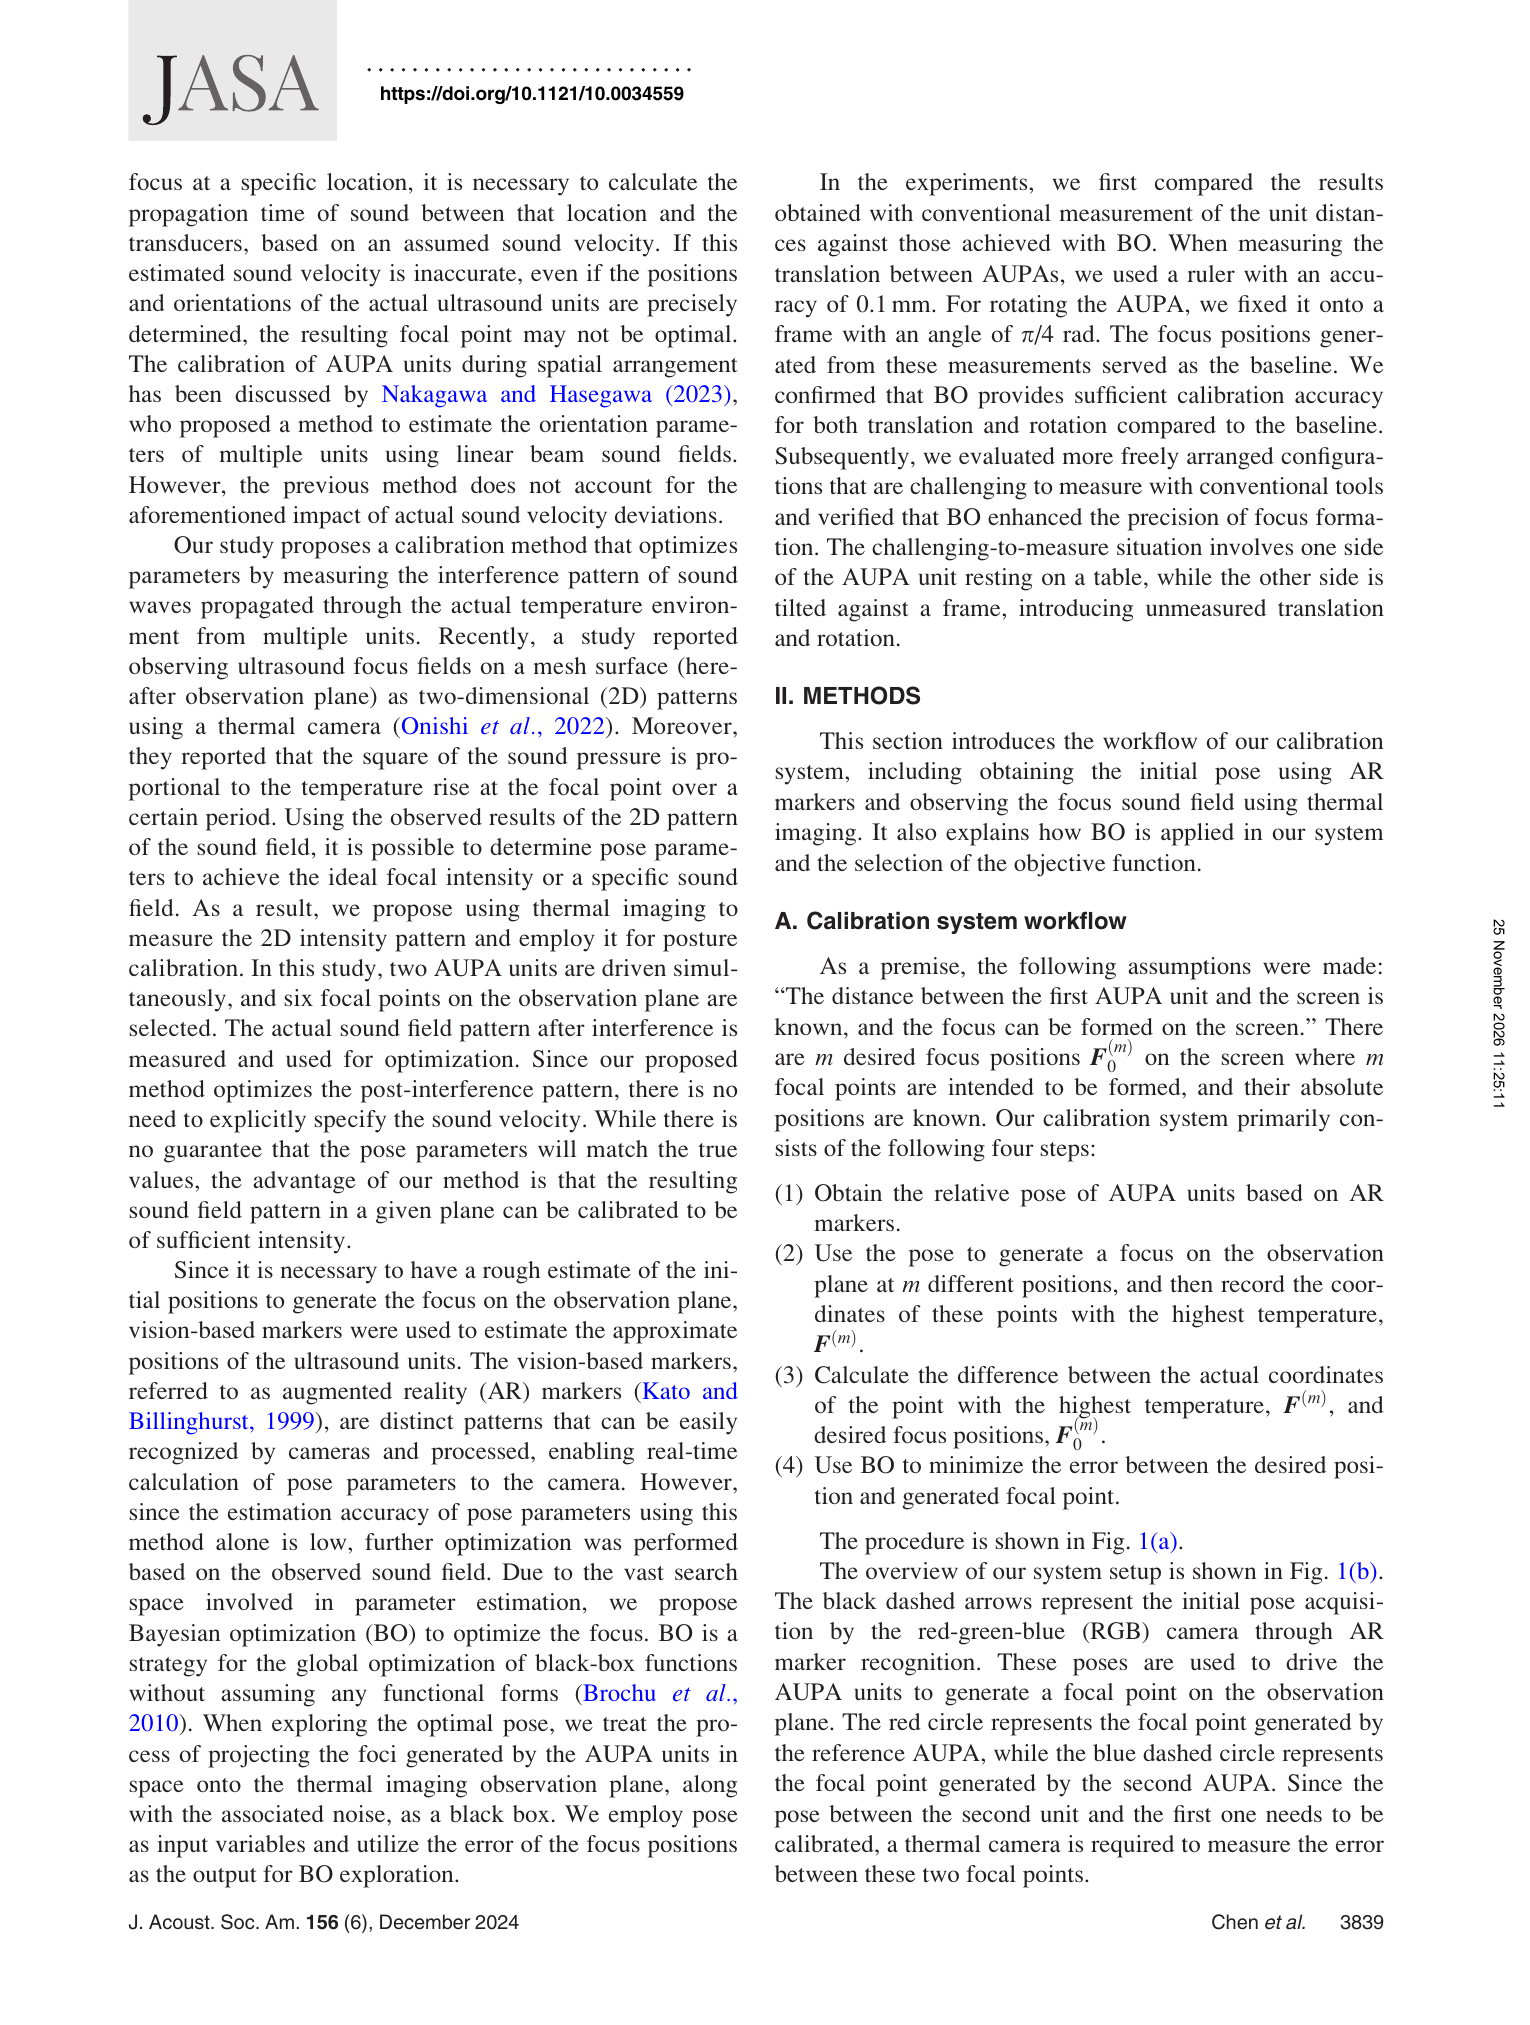 JASA
https://doi.org/10.1121/10.0034559
focus at a specific location, it is necessary to calculate the
propagation time of sound between that location and the
transducers, based on an assumed sound velocity. If this
estimated sound velocity is inaccurate, even if the positions
and orientations of the actual ultrasound units are precisely
determined, the resulting focal point may not be optimal.
The calibration of AUPA units during spatial arrangement
has been discussed by Nakagawa and Hasegawa (2023),
who proposed a method to estimate the orientation parame-
ters of multiple units using linear beam sound fields.
However, the previous method does not account for the
aforementioned impact of actual sound velocity deviations.
Our study proposes a calibration method that optimizes
parameters by measuring the interference pattern of sound
waves propagated through the actual temperature environ-
ment from multiple units. Recently, a study reported
observing ultrasound focus fields on a mesh surface (here-
after observation plane) as two-dimensional (2D) patterns
using a thermal camera (Onishi et al., 2022). Moreover,
they reported that the square of the sound pressure is pro-
portional to the temperature rise at the focal point over a
certain period. Using the observed results of the 2D pattern
of the sound field, it is possible to determine pose parame-
ters to achieve the ideal focal intensity or a specific sound
field. As a result, we propose using thermal imaging to
measure the 2D intensity pattern and employ it for posture
calibration. In this study, two AUPA units are driven simul-
taneously, and six focal points on the observation plane are
selected. The actual sound field pattern after interference is
measured and used for optimization. Since our proposed
method optimizes the post-interference pattern, there is no
need to explicitly specify the sound velocity. While there is
no guarantee that the pose parameters will match the true
values, the advantage of our method is that the resulting
sound field pattern in a given plane can be calibrated to be
of sufficient intensity.
Since it is necessary to have a rough estimate of the ini-
tial positions to generate the focus on the observation plane,
vision-based markers were used to estimate the approximate
positions of the ultrasound units. The vision-based markers,
referred to as augmented reality (AR) markers (Kato and
Billinghurst, 1999), are distinct patterns that can be easily
recognized by cameras and processed, enabling real-time
calculation of pose parameters to the camera. However,
since the estimation accuracy of pose parameters using this
method alone is low, further optimization was performed
based on the observed sound field. Due to the vast search
space involved in parameter estimation, we propose
Bayesian optimization (BO) to optimize the focus. BO is a
strategy for the global optimization of black-box functions
without assuming any functional forms (Brochu et al.,
2010). When exploring the optimal pose, we treat the pro-
cess of projecting the foci generated by the AUPA units in
space onto the thermal imaging observation plane, along
with the associated noise, as a black box. We employ pose
as input variables and utilize the error of the focus positions
as the output for BO exploration.
In the experiments, we first compared the results
obtained with conventional measurement of the unit distan-
ces against those achieved with BO. When measuring the
translation between AUPAs, we used a ruler with an accu-
racy of 0.1 mm. For rotating the AUPA, we fixed it onto a
frame with an angle of π/4 rad. The focus positions gener-
ated from these measurements served as the baseline. We
confirmed that BO provides sufficient calibration accuracy
for both translation and rotation compared to the baseline.
Subsequently, we evaluated more freely arranged configura-
tions that are challenging to measure with conventional tools
and verified that BO enhanced the precision of focus forma-
tion. The challenging-to-measure situation involves one side
of the AUPA unit resting on a table, while the other side is
tilted against a frame, introducing unmeasured translation
and rotation.
II. METHODS
This section introduces the workflow of our calibration
system, including obtaining the initial pose using AR
markers and observing the focus sound field using thermal
imaging. It also explains how BO is applied in our system
and the selection of the objective function.
A. Calibration system workflow
As a premise, the following assumptions were made:
“The distance between the first AUPA unit and the screen is
known, and the focus can be formed on the screen.” There
are m desired focus positions F₀⁽ᵐ⁾ on the screen where m
focal points are intended to be formed, and their absolute
positions are known. Our calibration system primarily con-
sists of the following four steps:
(1) Obtain the relative pose of AUPA units based on AR
markers.
(2) Use the pose to generate a focus on the observation
plane at m different positions, and then record the coor-
dinates of these points with the highest temperature,
F⁽ᵐ⁾.
(3) Calculate the difference between the actual coordinates
of the point with the highest temperature, F⁽ᵐ⁾, and
desired focus positions, F₀⁽ᵐ⁾.
(4) Use BO to minimize the error between the desired posi-
tion and generated focal point.
The procedure is shown in Fig. 1(a).
The overview of our system setup is shown in Fig. 1(b).
The black dashed arrows represent the initial pose acquisi-
tion by the red-green-blue (RGB) camera through AR
marker recognition. These poses are used to drive the
AUPA units to generate a focal point on the observation
plane. The red circle represents the focal point generated by
the reference AUPA, while the blue dashed circle represents
the focal point generated by the second AUPA. Since the
pose between the second unit and the first one needs to be
calibrated, a thermal camera is required to measure the error
between these two focal points.
25 November 2026 11:25:11
J. Acoust. Soc. Am. 156 (6), December 2024
Chen et al. 3839